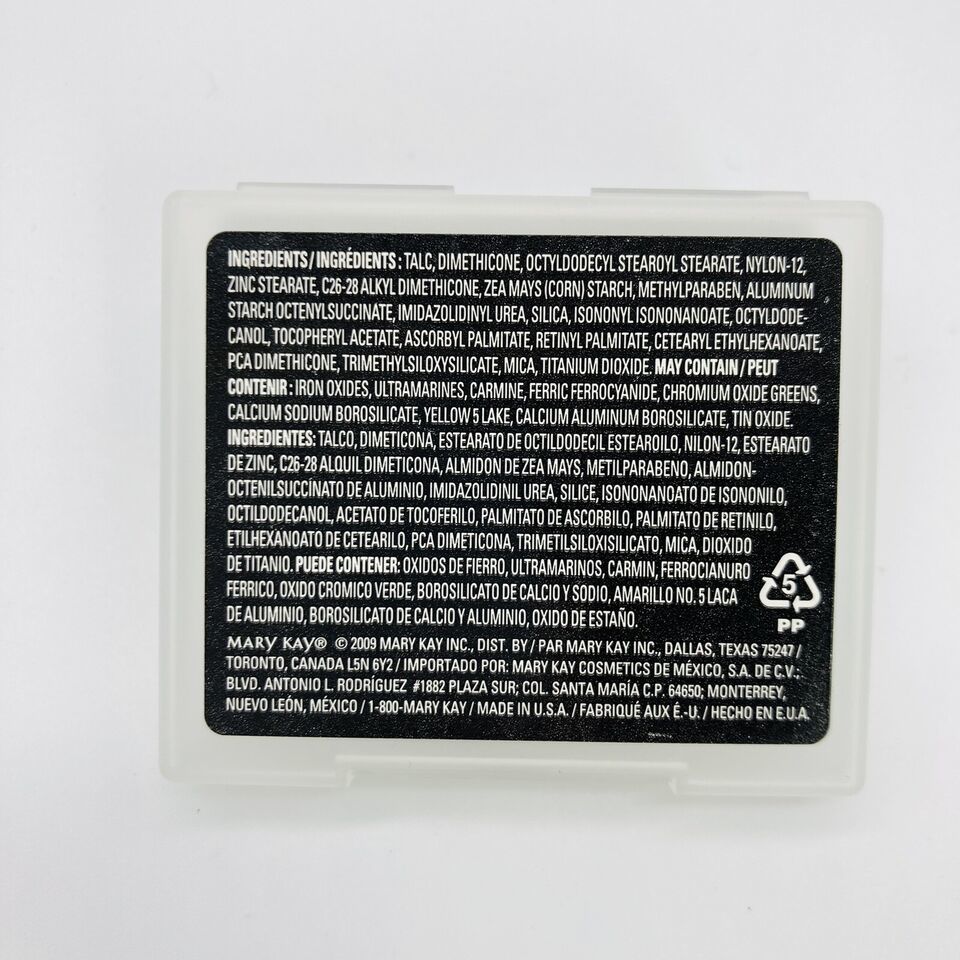 INGREDIENTS/INGRÉDIENTS: TALC, DIMETHICONE, OCTYLDODECYL STEAROYL STEARATE, NYLON-12,
ZINC STEARATE, C26-28 ALKYL DIMETHICONE, ZEA MAYS (CORN) STARCH, METHYLPARABEN, ALUMINUM
STARCH OCTENYLSUCCINATE, IMIDAZOLIDINYL UREA, SILICA, ISONONYL ISONONANOATE, OCTYLDODE-
CANOL, TOCOPHERYL ACETATE, ASCORBYL PALMITATE, RETINYL PALMITATE, CETEARYL ETHYLHEXANOATE,
PCA DIMETHICONE, TRIMETHYLSILOXYSILICATE, MICA, TITANIUM DIOXIDE. MAY CONTAIN / PEUT
CONTENIR: IRON OXIDES, ULTRAMARINES, CARMINE, FERRIC FERROCYANIDE, CHROMIUM OXIDE GREENS,
CALCIUM SODIUM BOROSILICATE, YELLOW 5 LAKE, CALCIUM ALUMINUM BOROSILICATE, TIN OXIDE.
INGREDIENTES: TALCO, DIMETICONA, ESTEARATO DE OCTILDODECIL ESTEAROILO, NILON-12, ESTEARATO
DE ZINC, C26-28 ALQUIL DIMETICONA, ALMIDON DE ZEA MAYS, METILPARABENO, ALMIDON-
OCTENILSUCCINATO DE ALUMINIO, IMIDAZOLIDINIL UREA, SILICE, ISONONANOATO DE ISONONILO,
OCTILDODECANOL, ACETATO DE TOCOFERILO, PALMITATO DE ASCORBILO, PALMITATO DE RETINILO,
ETILHEXANOATO DE CETEARILO, PCA DIMETICONA, TRIMETILSILOXISILICATO, MICA, DIOXIDO
DE TITANIO. PUEDE CONTENER: OXIDOS DE FIERRO, ULTRAMARINOS, CARMIN, FERROCIANURO
FERRICO, OXIDO CROMICO VERDE, BOROSILICATO DE CALCIO Y SODIO, AMARILLO NO. 5 LACA
DE ALUMINIO, BOROSILICATO DE CALCIO Y ALUMINIO, OXIDO DE ESTAÑO.
5
PP
MARY KAY® © 2009 MARY KAY INC., DIST. BY / PAR MARY KAY INC., DALLAS, TEXAS 75247 /
TORONTO, CANADA L5N 6Y2 / IMPORTADO POR: MARY KAY COSMETICS DE MÉXICO, S.A. DE C.V.:
BLVD. ANTONIO L. RODRÍGUEZ #1882 PLAZA SUR; COL. SANTA MARÍA C.P. 64650; MONTERREY,
NUEVO LEÓN, MÉXICO / 1-800-MARY KAY / MADE IN U.S.A. / FABRIQUÉ AUX É.-U. / HECHO EN E.U.A.